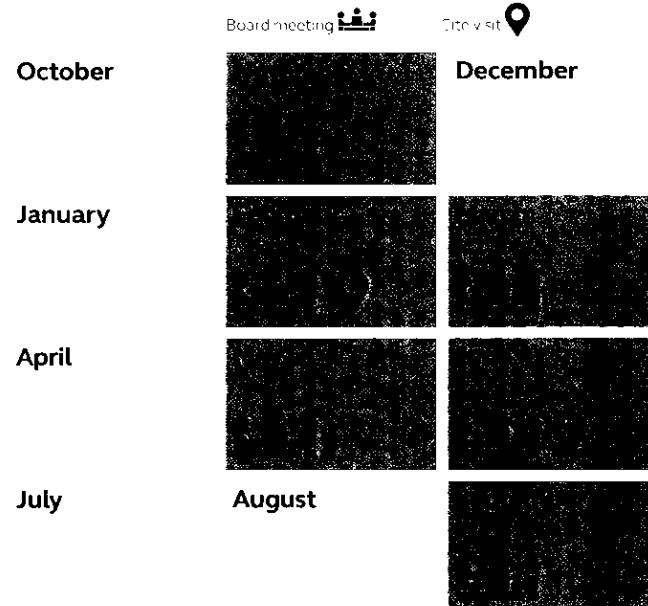 Board meeting
Site visit
October
December
January
April
July
August